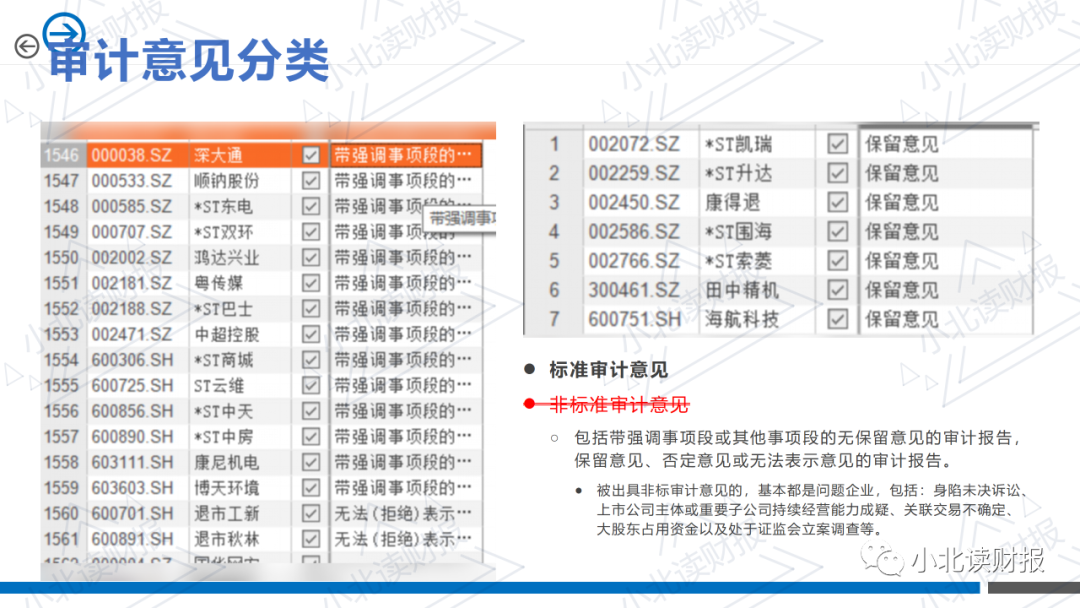 审计意见分类
1546 000038.SZ 深大通 带强调事项段的…
1547 000533.SZ 顺钠股份 带强调事项段的…
1548 000585.SZ *ST东电 带强调事项段的…
带强调事
1549 000707.SZ *ST双环 带强调事项段的
1550 002002.SZ 鸿达兴业 带强调事项段的…
1551 002181.SZ 粤传媒 带强调事项段的…
1552 002188.SZ *ST巴士 带强调事项段的…
1553 002471.SZ 中超控股 带强调事项段的…
1554 600306.SH *ST商城 带强调事项段的…
1555 600725.SH ST云维 带强调事项段的…
1556 600856.SH *ST中天 带强调事项段的…
1557 600890.SH *ST中房 带强调事项段的…
1558 603111.SH 康尼机电 带强调事项段的…
1559 603603.SH 博天环境 带强调事项段的…
1560 600701.SH 退市工新 无法(拒绝)表示…
1561 600891.SH 退市秋林 无法(拒绝)表示…
1 002072.SZ *ST凯瑞 保留意见
2 002259.SZ *ST升达 保留意见
3 002450.SZ 康得退 保留意见
4 002586.SZ *ST围海 保留意见
5 002766.SZ *ST索菱 保留意见
6 300461.SZ 田中精机 保留意见
7 600751.SH 海航科技 保留意见
● 标准审计意见
● 非标准审计意见
○ 包括带强调事项段或其他事项段的无保留意见的审计报告，
保留意见、否定意见或无法表示意见的审计报告。
● 被出具非标审计意见的，基本都是问题企业，包括：身陷未决诉讼、
上市公司主体或重要子公司持续经营能力成疑、关联交易不确定、
大股东占用资金以及处于证监会立案调查等。
小北读财报